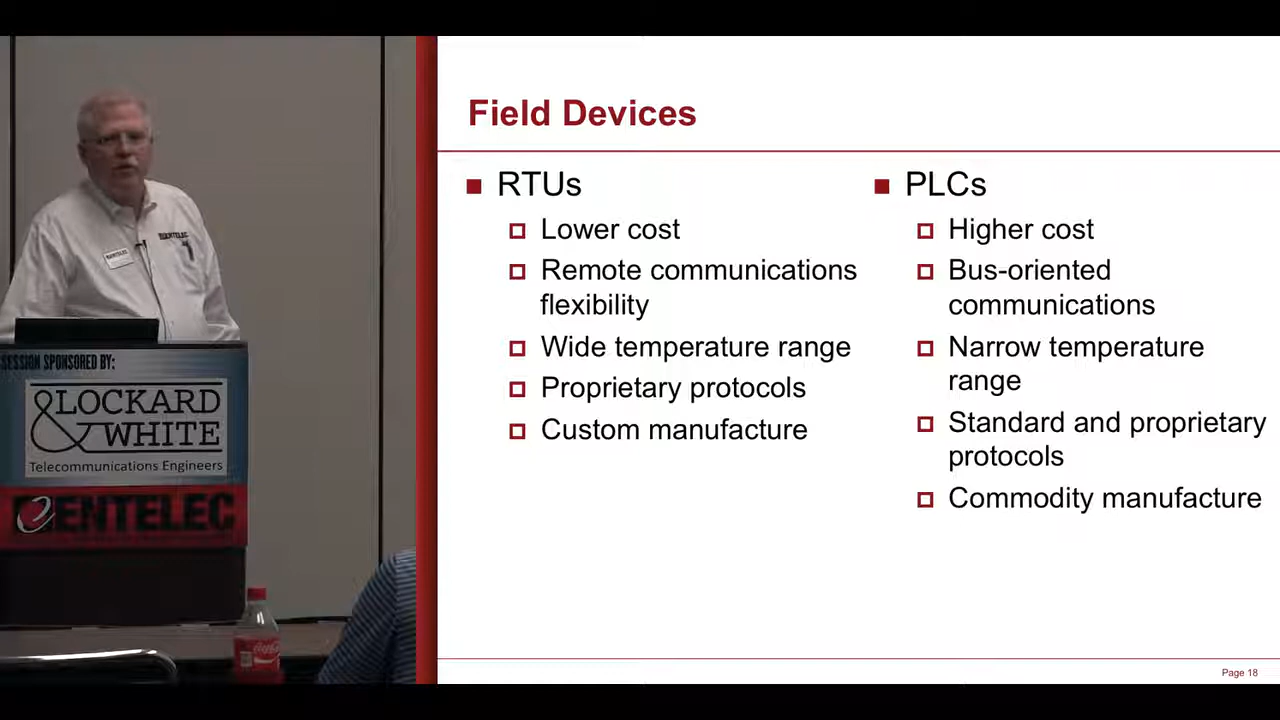 Field Devices
RTUs
Lower cost
Remote communications
flexibility
Wide temperature range
Proprietary protocols
Custom manufacture
PLCs
Higher cost
Bus-oriented
communications
Narrow temperature
range
Standard and proprietary
protocols
Commodity manufacture
Page 18
ENTELEC
SESSION SPONSORED BY:
LOCKARD
& WHITE
Telecommunications Engineers
ENTELEC